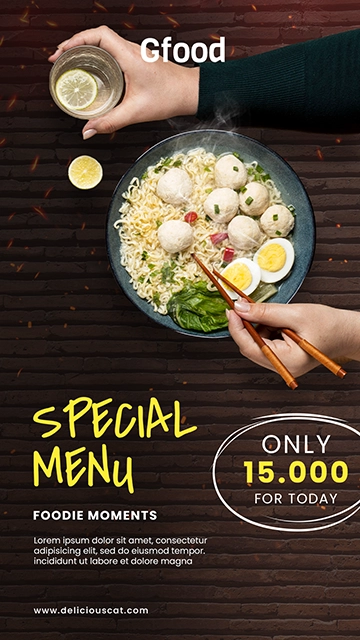 Gfood
SPECIAL
MENU
ONLY
15.000
FOR TODAY
FOODIE MOMENTS
Lorem ipsum dolor sit amet, consectetur
adipisicing elit, sed do eiusmod tempor.
incididunt ut labore et dolore magna
www.deliciouscat.com